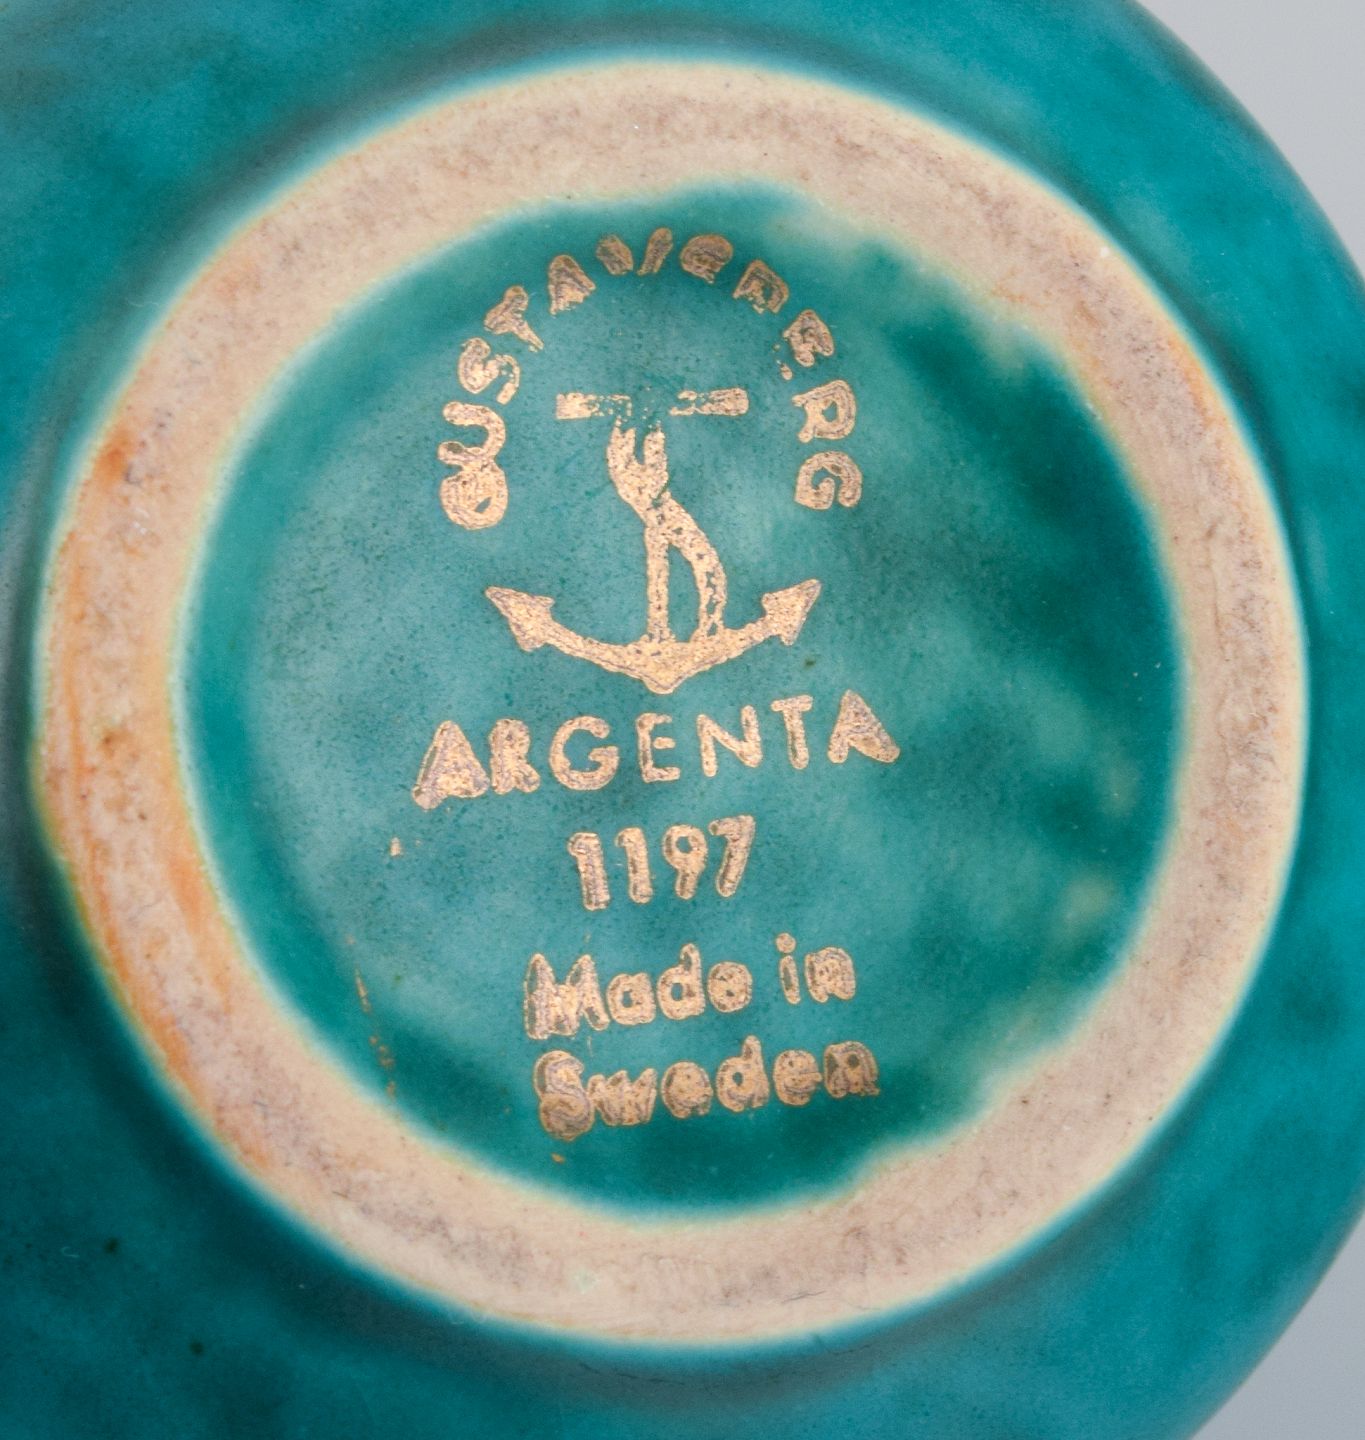 GUSTAVSBERG
ARGENTA
1197
Made in
Sweden